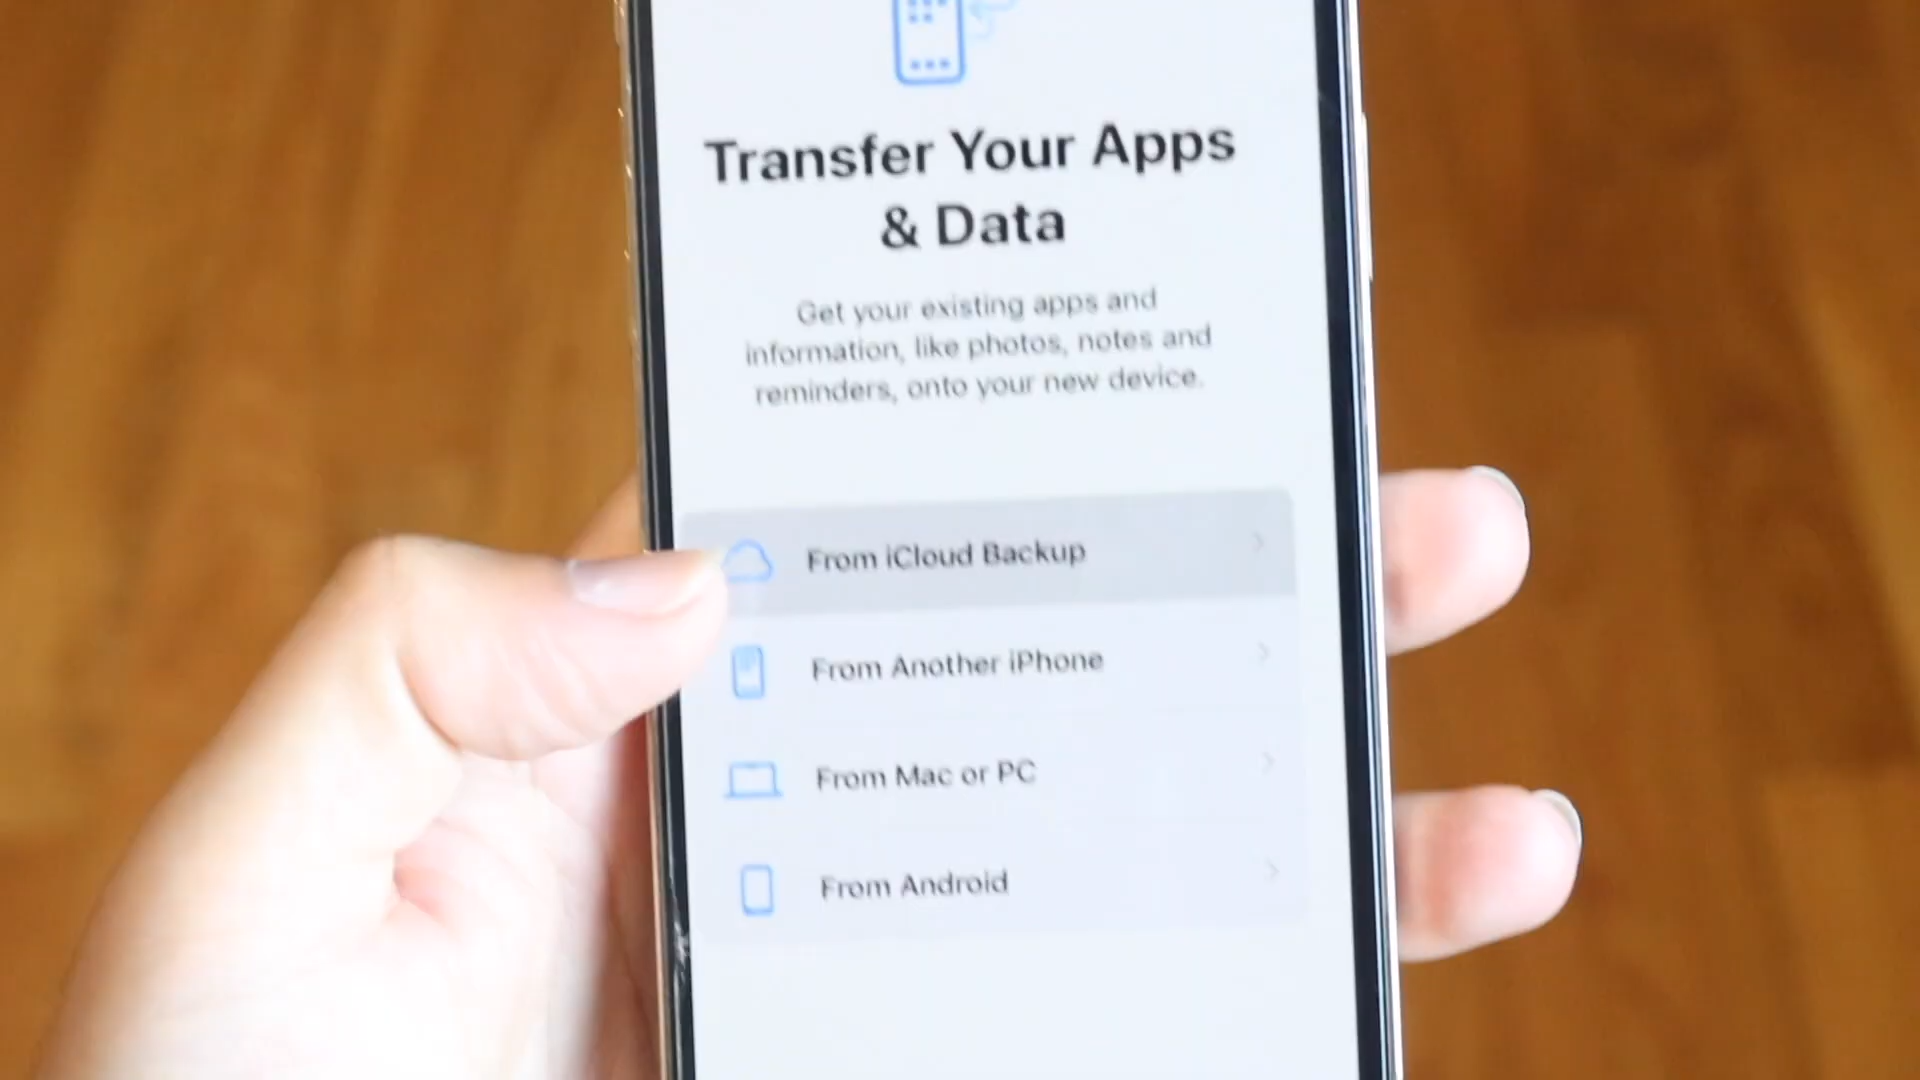 Transfer Your Apps
& Data
Get your existing apps and
information, like photos, notes and
reminders, onto your new device.
From iCloud Backup
From Another iPhone
From Mac or PC
From Android